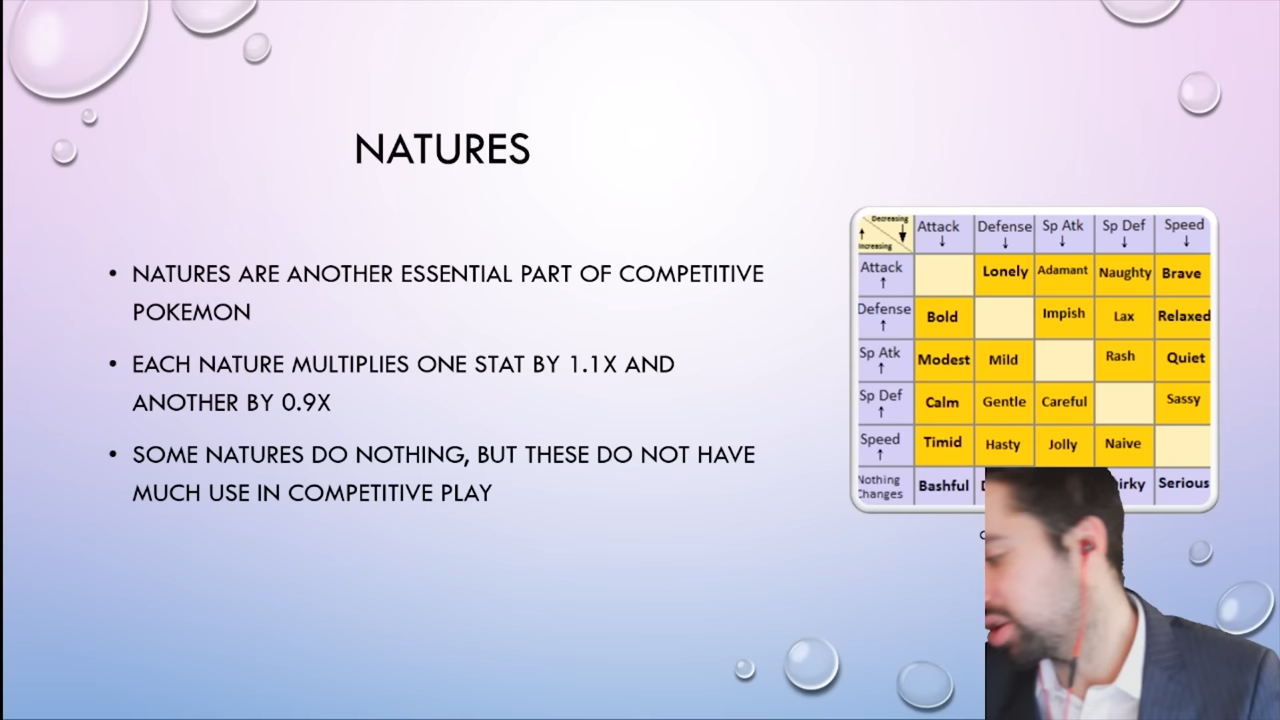 NATURES
• NATURES ARE ANOTHER ESSENTIAL PART OF COMPETITIVE
POKEMON
• EACH NATURE MULTIPLIES ONE STAT BY 1.1X AND
ANOTHER BY 0.9X
• SOME NATURES DO NOTHING, BUT THESE DO NOT HAVE
MUCH USE IN COMPETITIVE PLAY
Decreasing ↓ ↑ Increasing
Attack ↓ Defense ↓ Sp Atk ↓ Sp Def ↓ Speed ↓
Attack ↑ Lonely Adamant Naughty Brave
Defense ↑ Bold Impish Lax Relaxed
Sp Atk ↑ Modest Mild Rash Quiet
Sp Def ↑ Calm Gentle Careful Sassy
Speed ↑ Timid Hasty Jolly Naive
Nothing
Changes
Bashful Serious